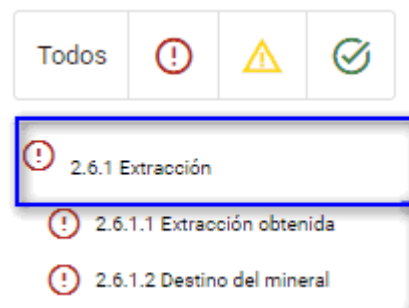 Todos
2.6.1 Extracción
2.6.1.1 Extracción obtenida
2.6.1.2 Destino del mineral